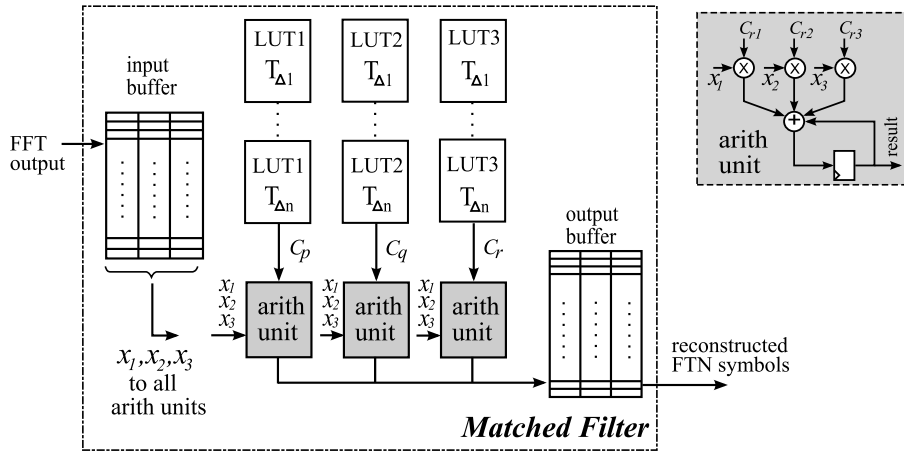 FFT
output
input
buffer
LUT1
TΔ1
LUT2
TΔ1
LUT3
TΔ1
LUT1
TΔn
LUT2
TΔn
LUT3
TΔn
Cp
Cq
Cr
x1
x2
x3
arith
unit
x1
x2
x3
arith
unit
x1
x2
x3
arith
unit
x1,x2,x3
to all
arith units
output
buffer
reconstructed
FTN symbols
Matched Filter
Cr1
Cr2
Cr3
x1
×
x2
×
x3
×
+
arith
unit
result